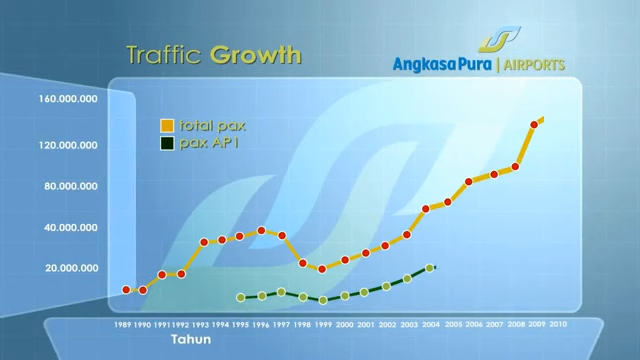 Traffic Growth
AngkasaPura | AIRPORTS
160.000.000
120.000.000
80.000.000
40.000.000
20.000.000
total pax
pax AP1
1989 1990 1991 1992 1993 1994 1995 1996 1997 1998 1999 2000 2001 2002 2003 2004 2005 2006 2007 2008 2009 2010
Tahun